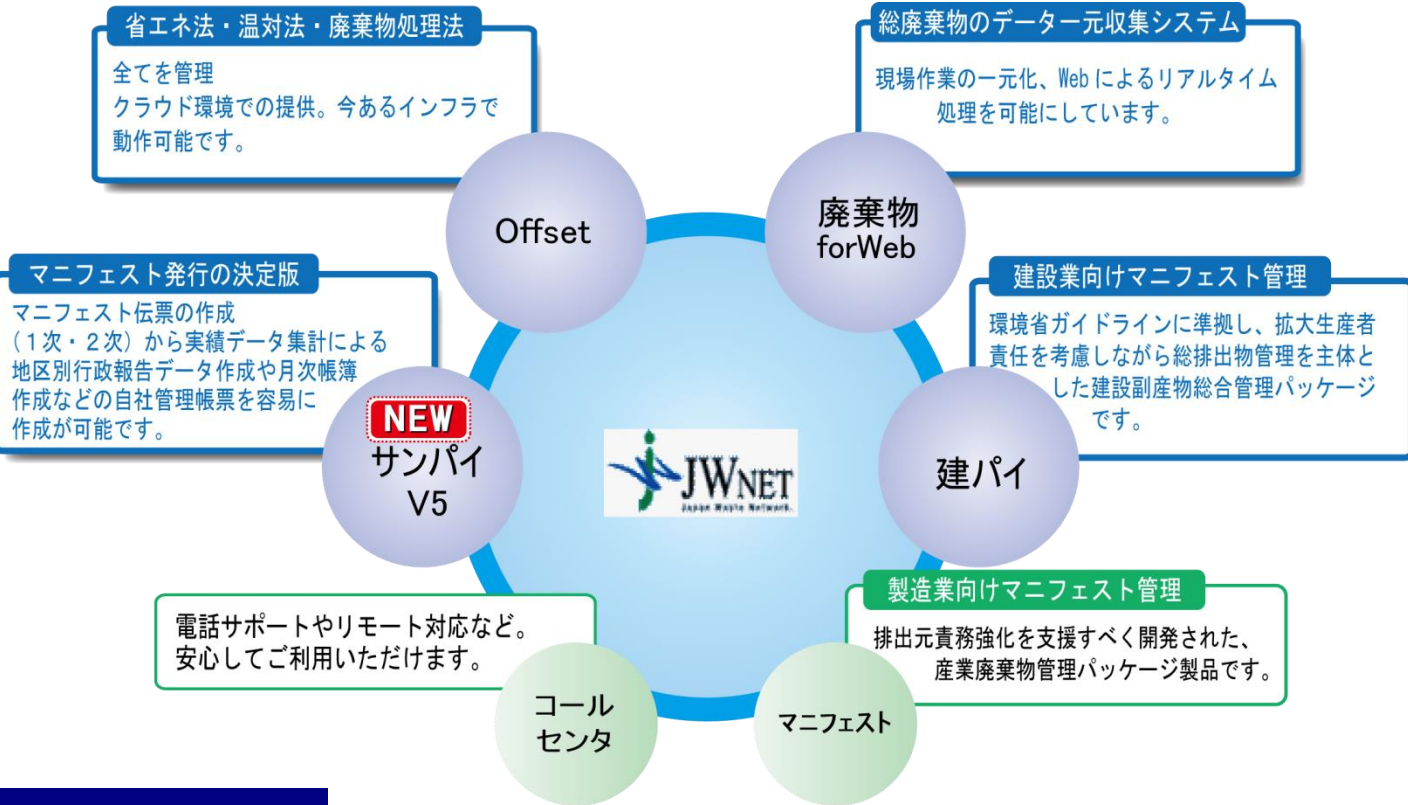 省エネ法・温対法・廃棄物処理法
全てを管理
クラウド環境での提供。今あるインフラで
動作可能です。
Offset
総廃棄物のデータ一元収集システム
現場作業の一元化、Webによるリアルタイム
処理を可能にしています。
廃棄物
forWeb
マニフェスト発行の決定版
マニフェスト伝票の作成
(1次・2次)から実績データ集計による
地区別行政報告データ作成や月次帳簿
作成などの自社管理帳票を容易に
作成が可能です。
NEW
サンパイ
V5
JWNET
Japan Waste Network.
建設業向けマニフェスト管理
環境省ガイドラインに準拠し、拡大生産者
責任を考慮しながら総排出物管理を主体と
した建設副産物総合管理パッケージ
です。
建パイ
電話サポートやリモート対応など。
安心してご利用いただけます。
コール
センタ
製造業向けマニフェスト管理
排出元責務強化を支援すべく開発された、
産業廃棄物管理パッケージ製品です。
マニフェスト